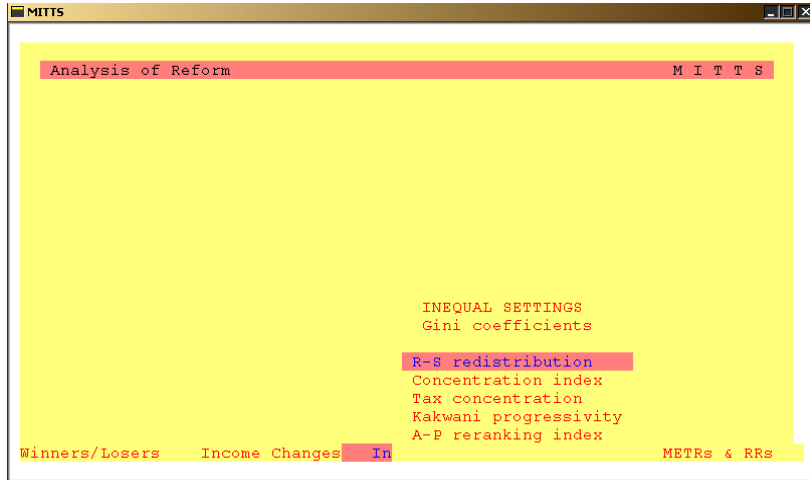 MITTS
Analysis of Reform M I T T S
INEQUAL SETTINGS
Gini coefficients
R-S redistribution
Concentration index
Tax concentration
Kakwani progressivity
A-P reranking index
Winners/Losers Income Changes In METRs & RRs